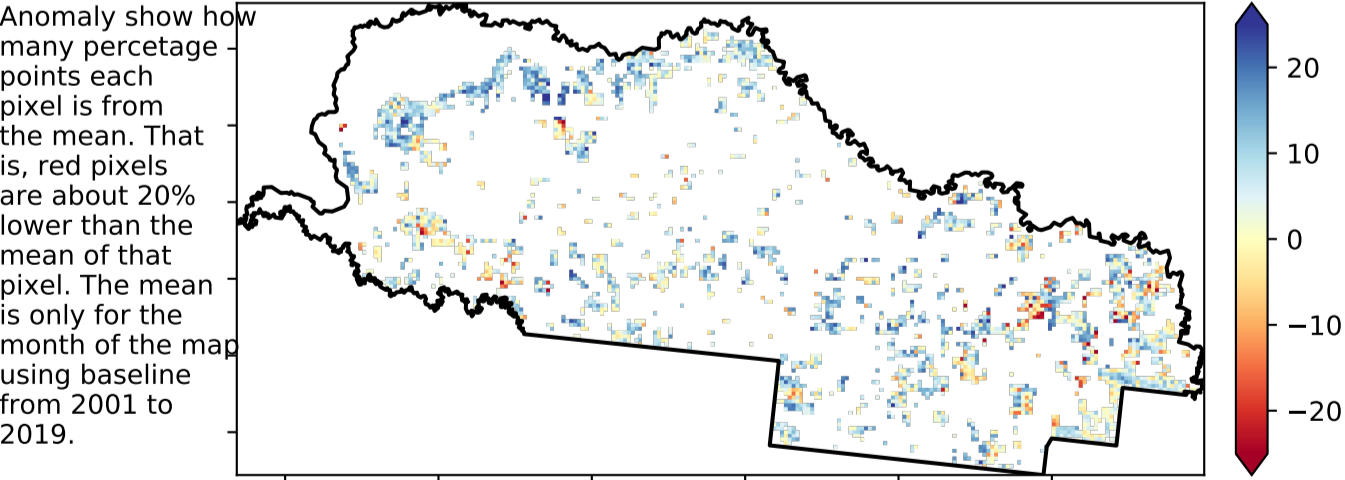 Anomaly show how
many percetage
points each
pixel is from
the mean. That
is, red pixels
are about 20%
lower than the
mean of that
pixel. The mean
is only for the
month of the map
using baseline
from 2001 to
2019.
20
10
0
−10
−20